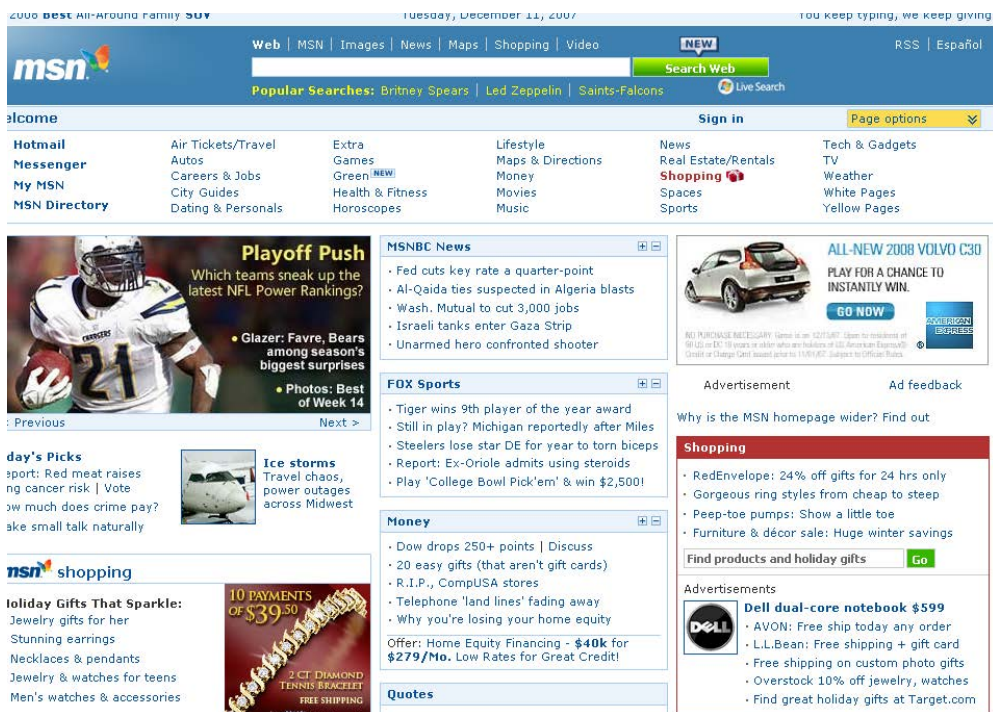 2008 Best All-Around Family SUV
Tuesday, December 11, 2007
You keep typing, we keep giving
msn
Web | MSN | Images | News | Maps | Shopping | Video
NEW
RSS | Español
Search Web
Popular Searches: Britney Spears | Led Zeppelin | Saints-Falcons
Live Search
elcome
Sign in
Page options
Hotmail
Messenger
My MSN
MSN Directory
Air Tickets/Travel
Autos
Careers & Jobs
City Guides
Dating & Personals
Extra
Games
Green NEW
Health & Fitness
Horoscopes
Lifestyle
Maps & Directions
Money
Movies
Music
News
Real Estate/Rentals
Shopping
Spaces
Sports
Tech & Gadgets
TV
Weather
White Pages
Yellow Pages
Playoff Push
Which teams sneak up the
latest NFL Power Rankings?
• Glazer: Favre, Bears
among season's
biggest surprises
• Photos: Best
of Week 14
CHARGERS
21
< Previous
Next >
day's Picks
eport: Red meat raises
ng cancer risk | Vote
ow much does crime pay?
ake small talk naturally
Ice storms
Travel chaos,
power outages
across Midwest
msn shopping
Holiday Gifts That Sparkle:
Jewelry gifts for her
Stunning earrings
Necklaces & pendants
Jewelry & watches for teens
Men's watches & accessories
10 PAYMENTS
OF $39.50
2 CT DIAMOND
TENNIS BRACELET
FREE SHIPPING
MSNBC News
· Fed cuts key rate a quarter-point
· Al-Qaida ties suspected in Algeria blasts
· Wash. Mutual to cut 3,000 jobs
· Israeli tanks enter Gaza Strip
· Unarmed hero confronted shooter
FOX Sports
· Tiger wins 9th player of the year award
· Still in play? Michigan reportedly after Miles
· Steelers lose star DE for year to torn biceps
· Report: Ex-Oriole admits using steroids
· Play 'College Bowl Pick'em' & win $2,500!
Money
· Dow drops 250+ points | Discuss
· 20 easy gifts (that aren't gift cards)
· R.I.P., CompUSA stores
· Telephone 'land lines' fading away
· Why you're losing your home equity
Offer: Home Equity Financing - $40k for
$279/Mo. Low Rates for Great Credit!
Quotes
ALL-NEW 2008 VOLVO C30
PLAY FOR A CHANCE TO
INSTANTLY WIN.
GO NOW
AMERICAN
EXPRESS
Advertisement
Ad feedback
Why is the MSN homepage wider? Find out
Shopping
· RedEnvelope: 24% off gifts for 24 hrs only
· Gorgeous ring styles from cheap to steep
· Peep-toe pumps: Show a little toe
· Furniture & décor sale: Huge winter savings
Find products and holiday gifts
Go
Advertisements
DELL
Dell dual-core notebook $599
· AVON: Free ship today any order
· L.L.Bean: Free shipping + gift card
· Free shipping on custom photo gifts
· Overstock 10% off jewelry, watches
· Find great holiday gifts at Target.com